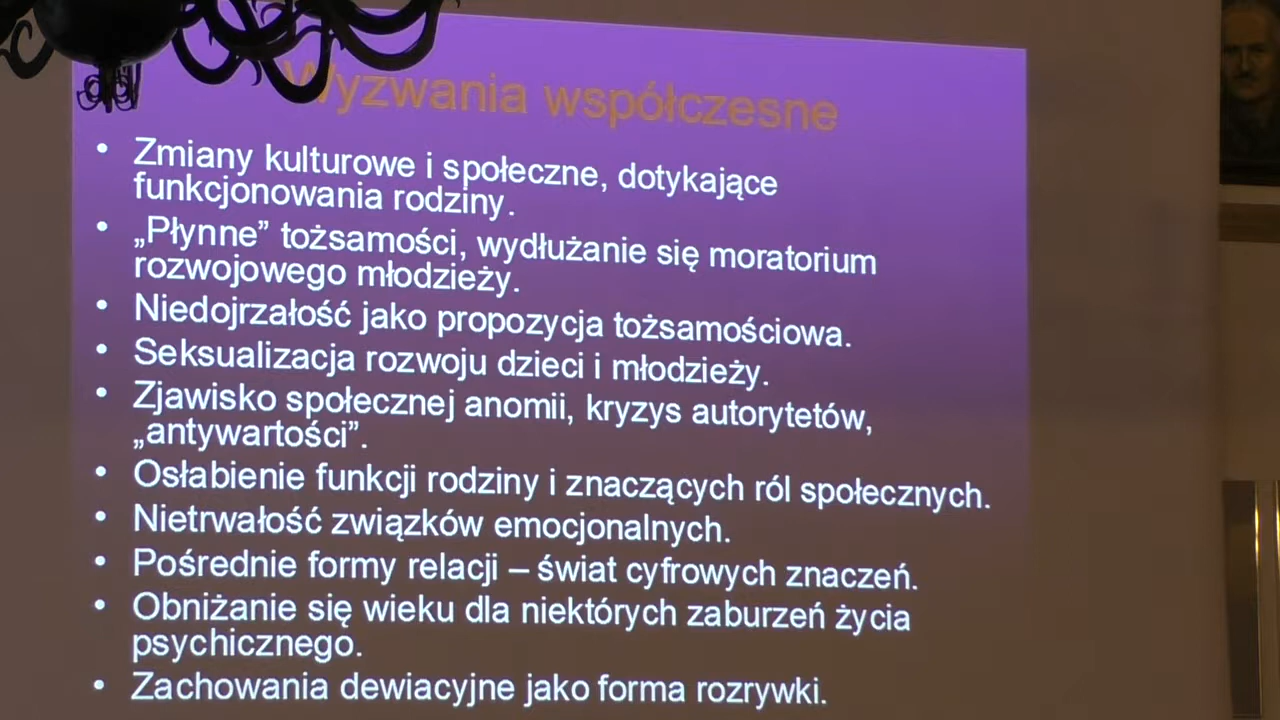 Wyzwania współczesne
• Zmiany kulturowe i społeczne, dotykające
funkcjonowania rodziny.
• „Płynne” tożsamości, wydłużanie się moratorium
rozwojowego młodzieży.
• Niedojrzałość jako propozycja tożsamościowa.
• Seksualizacja rozwoju dzieci i młodzieży.
• Zjawisko społecznej anomii, kryzys autorytetów,
„antywartości”.
• Osłabienie funkcji rodziny i znaczących ról społecznych.
• Nietrwałość związków emocjonalnych.
• Pośrednie formy relacji – świat cyfrowych znaczeń.
• Obniżanie się wieku dla niektórych zaburzeń życia
psychicznego.
• Zachowania dewiacyjne jako forma rozrywki.